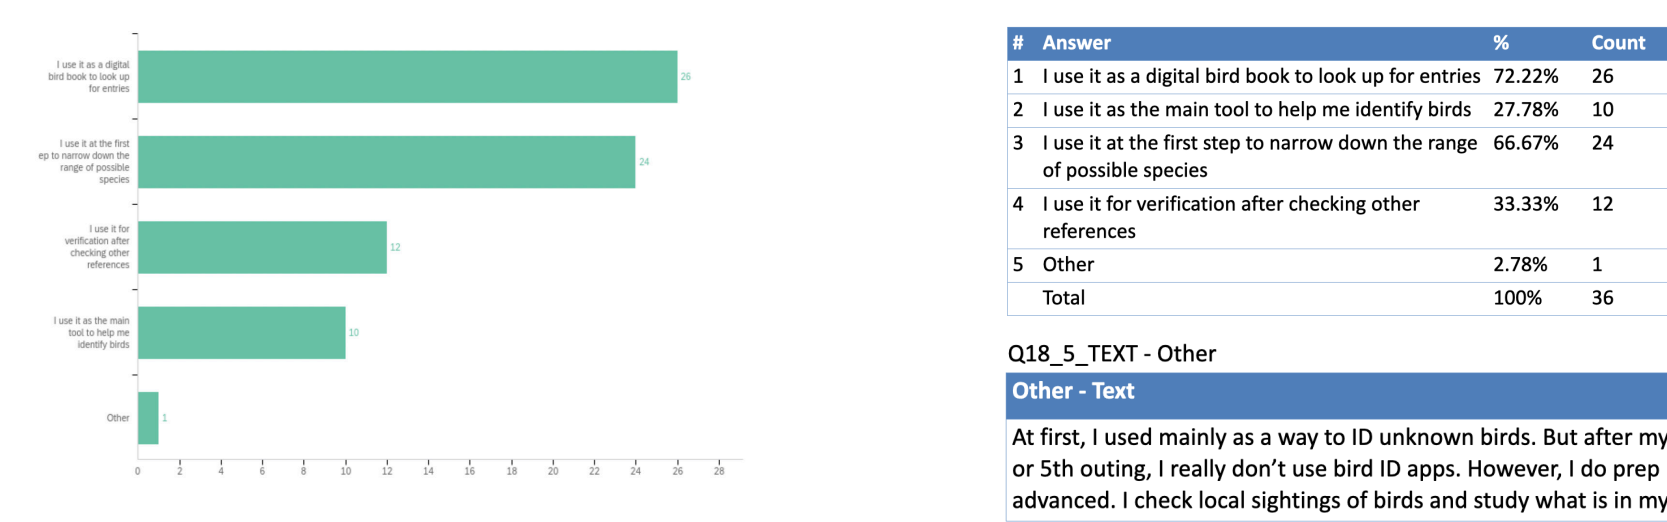 I use it as a digital
bird book to look up
for entries
26
I use it at the first
ep to narrow down the
range of possible
species
24
I use it for
verification after
checking other
references
12
I use it as the main
tool to help me
identify birds
10
Other
1
0 2 4 6 8 10 12 14 16 18 20 22 24 26 28
# Answer % Count
1 I use it as a digital bird book to look up for entries 72.22% 26
2 I use it as the main tool to help me identify birds 27.78% 10
3 I use it at the first step to narrow down the range 66.67% 24
of possible species
4 I use it for verification after checking other 33.33% 12
references
5 Other 2.78% 1
Total 100% 36
Q18_5_TEXT - Other
Other - Text
At first, I used mainly as a way to ID unknown birds. But after my
or 5th outing, I really don’t use bird ID apps. However, I do prep
advanced. I check local sightings of birds and study what is in my